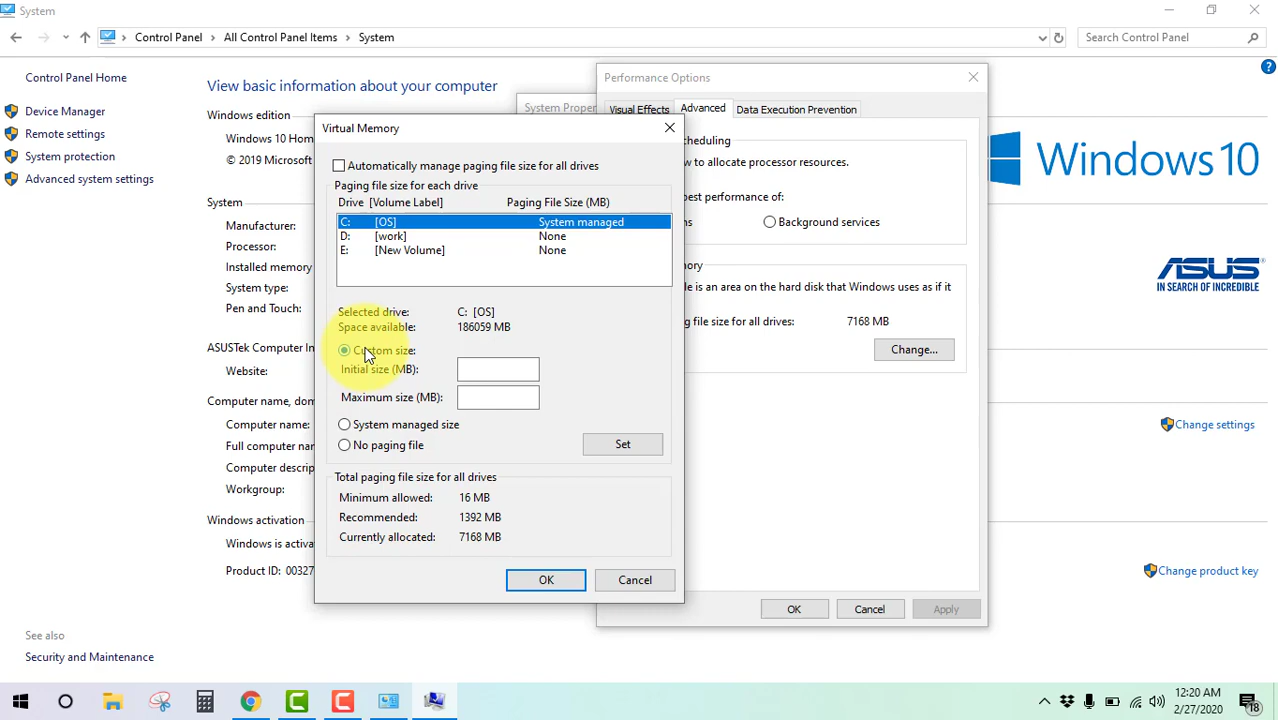 System
Control Panel
All Control Panel Items
System
Search Control Panel
Control Panel Home
Device Manager
Remote settings
System protection
Advanced system settings
See also
Security and Maintenance
View basic information about your computer
Windows edition
Windows 10 Hom
© 2019 Microsoft
System
Manufacturer:
Processor:
Installed memory
System type:
Pen and Touch:
ASUSTek Computer In
Website:
Computer name, dom
Computer name:
Full computer name
Computer descrip
Workgroup:
Windows activation
Windows is activa
Product ID: 00327
System Prope
Performance Options
Visual Effects
Advanced
Data Execution Prevention
cheduling
w to allocate processor resources.
best performance of:
ns
Background services
ory
file is an area on the hard disk that Windows uses as if it
g file size for all drives:
7168 MB
Change...
OK
Cancel
Apply
Virtual Memory
Automatically manage paging file size for all drives
Paging file size for each drive
Drive [Volume Label] Paging File Size (MB)
C: [OS] System managed
D: [work] None
E: [New Volume] None
Selected drive: C: [OS]
Space available: 186059 MB
Custom size:
Initial size (MB):
Maximum size (MB):
System managed size
No paging file
Set
Total paging file size for all drives
Minimum allowed: 16 MB
Recommended: 1392 MB
Currently allocated: 7168 MB
OK
Cancel
Windows 10
ASUS
IN SEARCH OF INCREDIBLE
Change settings
Change product key
12:20 AM
2/27/2020
18